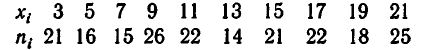 xᵢ 3 5 7 9 11 13 15 17 19 21
nᵢ 21 16 15 26 22 14 21 22 18 25